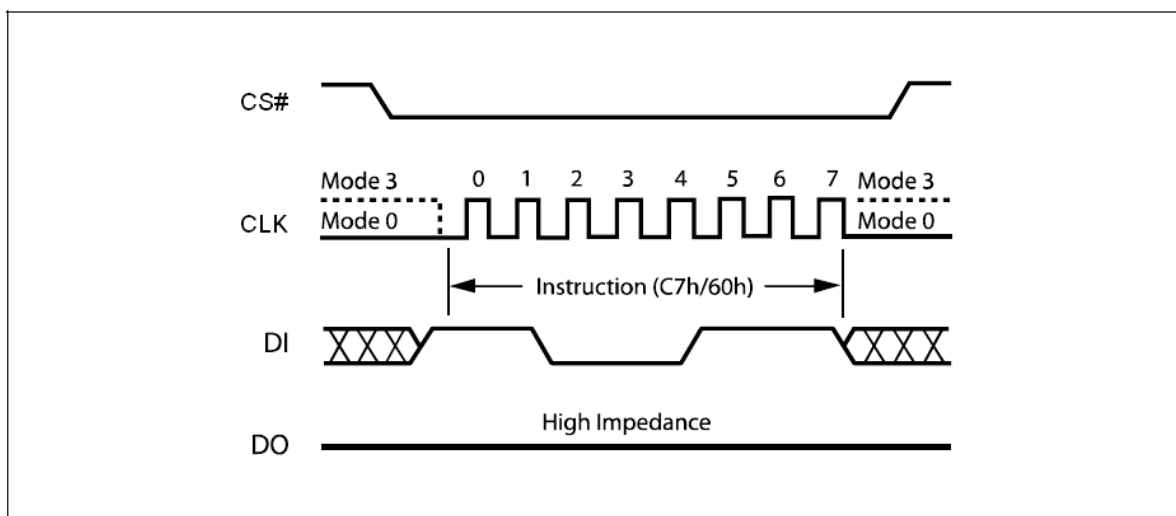 CS#
Mode 3 0 1 2 3 4 5 6 7 Mode 3
CLK Mode 0 Mode 0
Instruction (C7h/60h)
DI
High Impedance
DO